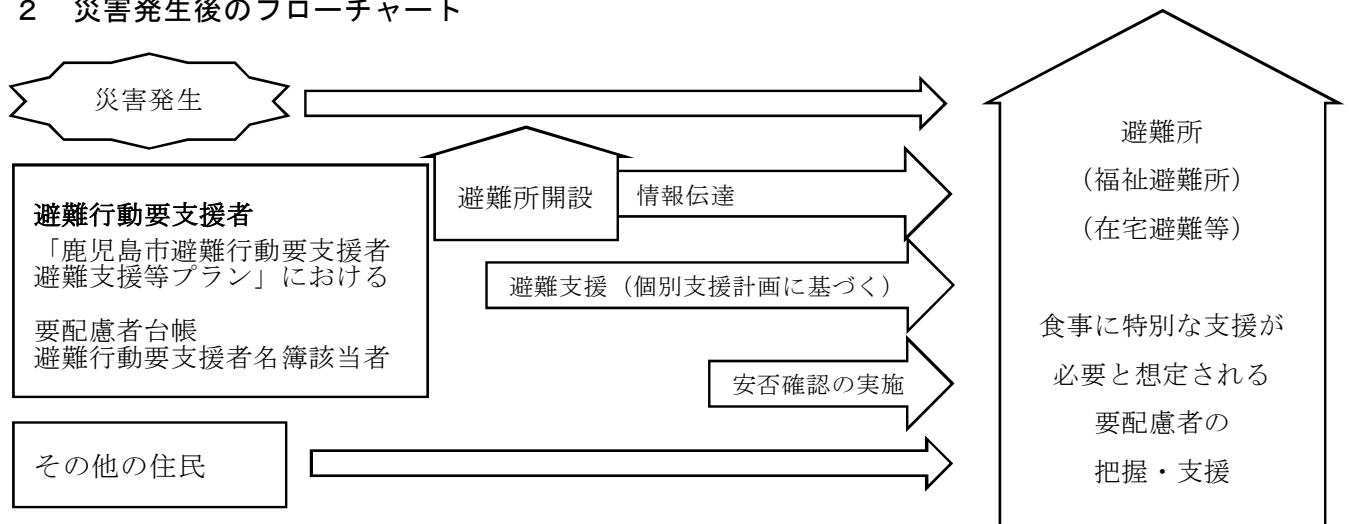 ２　災害発生後のフローチャート
災害発生
避難所開設
情報伝達
避難行動要支援者
「鹿児島市避難行動要支援者
避難支援等プラン」における
要配慮者台帳
避難行動要支援者名簿該当者
避難支援（個別支援計画に基づく）
安否確認の実施
その他の住民
避難所
（福祉避難所）
（在宅避難等）
食事に特別な支援が
必要と想定される
要配慮者の
把握・支援